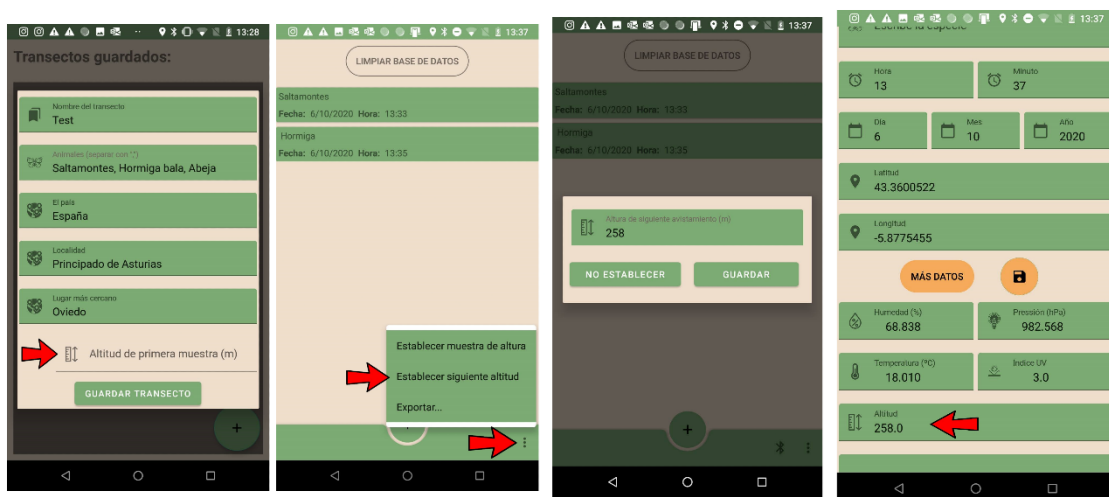 13:28
Transectos guardados:
Nombre del transecto
Test
Animales (separar con ",")
Saltamontes, Hormiga bala, Abeja
El país
España
Localidad
Principado de Asturias
Lugar más cercano
Oviedo
Altitud de primera muestra (m)
GUARDAR TRANSECTO
+
13:37
LIMPIAR BASE DE DATOS
Saltamontes
Fecha: 6/10/2020 Hora: 13:33
Hormiga
Fecha: 6/10/2020 Hora: 13:35
Establecer muestra de altura
Establecer siguiente altitud
Exportar...
13:37
LIMPIAR BASE DE DATOS
Saltamontes
Fecha: 6/10/2020 Hora: 13:33
Hormiga
Fecha: 6/10/2020 Hora: 13:35
Altura de siguiente avistamiento (m)
258
NO ESTABLECER GUARDAR
+
13:37
Escribe la especie
Hora Minuto
13 37
Día Mes Año
6 10 2020
Latitud
43.3600522
Longitud
-5.8775455
MÁS DATOS
Humedad (%) Pressión (hPa)
68.838 982.568
Temperatura (ºC) Indice UV
18.010 3.0
Altitud
258.0